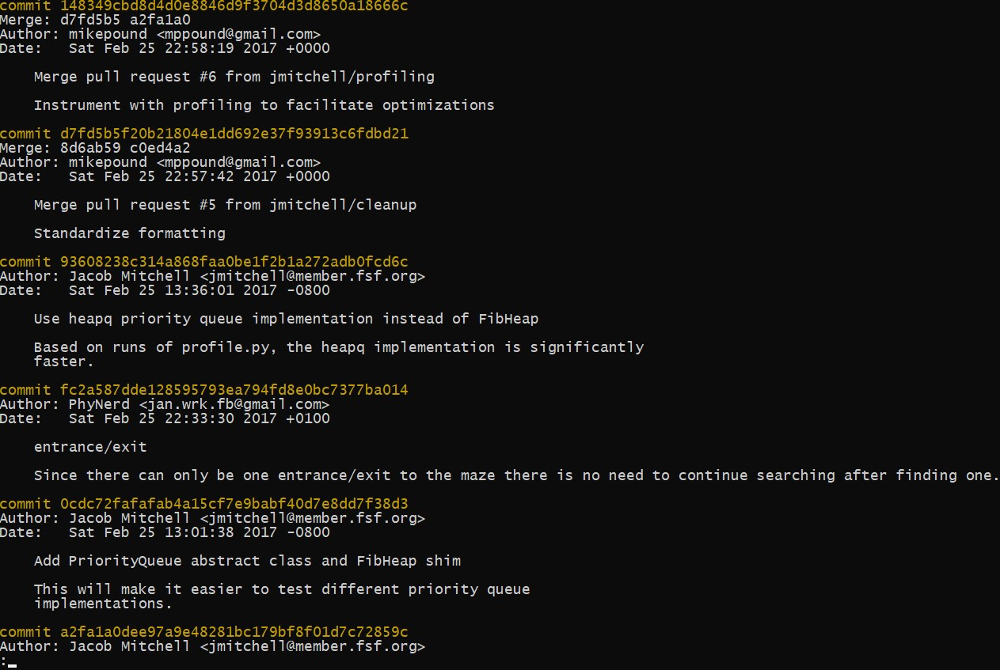 commit 148349cbd8d4d0e8846d9f3704d3d8650a18666c
Merge: d7fd5b5 a2fa1a0
Author: mikepound <mppound@gmail.com>
Date:   Sat Feb 25 22:58:19 2017 +0000
Merge pull request #6 from jmitchell/profiling
Instrument with profiling to facilitate optimizations
commit d7fd5b5f20b21804e1dd692e37f93913c6fdbd21
Merge: 8d6ab59 c0ed4a2
Author: mikepound <mppound@gmail.com>
Date:   Sat Feb 25 22:57:42 2017 +0000
Merge pull request #5 from jmitchell/cleanup
Standardize formatting
commit 93608238c314a868faa0be1f2b1a272adb0fcd6c
Author: Jacob Mitchell <jmitchell@member.fsf.org>
Date:   Sat Feb 25 13:36:01 2017 -0800
Use heapq priority queue implementation instead of FibHeap
Based on runs of profile.py, the heapq implementation is significantly
faster.
commit fc2a587dde128595793ea794fd8e0bc7377ba014
Author: PhyNerd <jan.wrk.fb@gmail.com>
Date:   Sat Feb 25 22:33:30 2017 +0100
entrance/exit
Since there can only be one entrance/exit to the maze there is no need to continue searching after finding one.
commit 0cdc72fafafab4a15cf7e9babf40d7e8dd7f38d3
Author: Jacob Mitchell <jmitchell@member.fsf.org>
Date:   Sat Feb 25 13:01:38 2017 -0800
Add PriorityQueue abstract class and FibHeap shim
This will make it easier to test different priority queue
implementations.
commit a2fa1a0dee97a9e48281bc179bf8f01d7c72859c
Author: Jacob Mitchell <jmitchell@member.fsf.org>
: